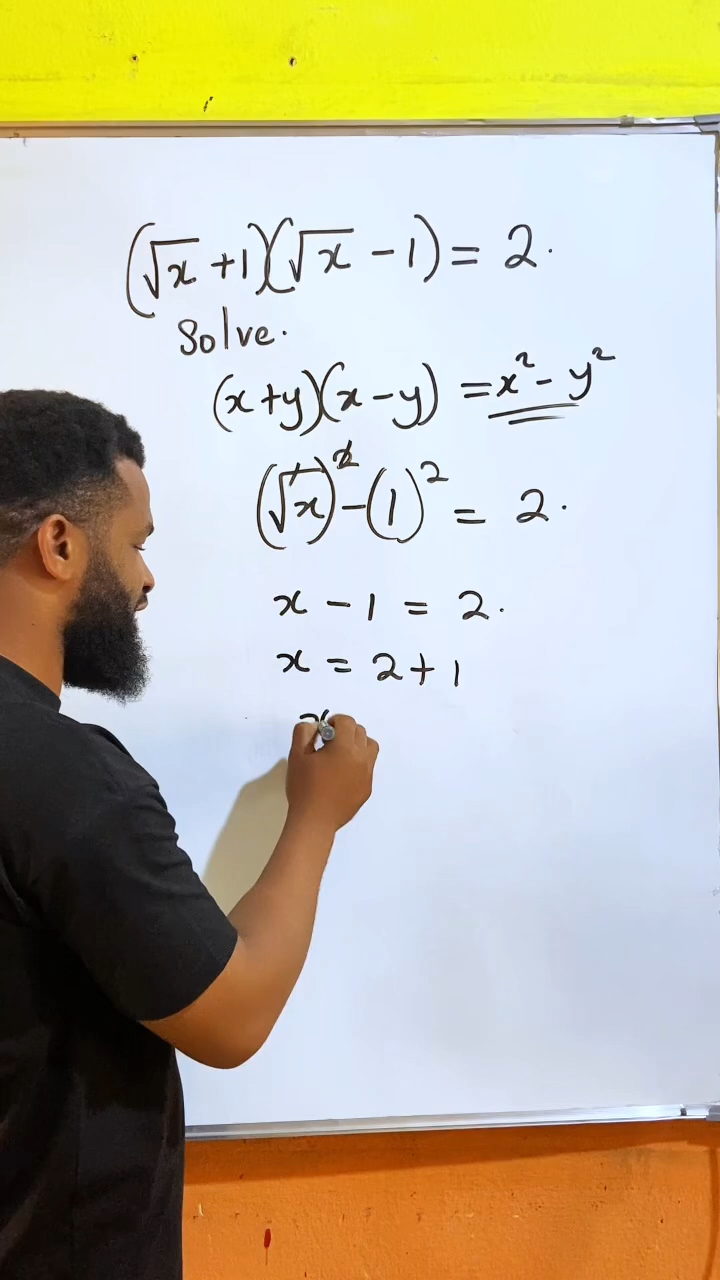 (√x + 1)(√x - 1) = 2.
Solve.
(x + y)(x - y) = x² - y²
(√x)² - (1)² = 2.
x - 1 = 2.
x = 2 + 1
x